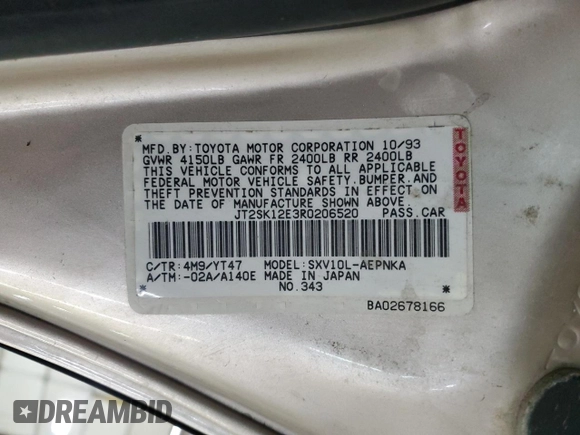 MFD.BY:TOYOTA MOTOR CORPORATION 10/93
GVWR 4150LB GAWR FR 2400LB RR 2400LB
THIS VEHICLE CONFORMS TO ALL APPLICABLE
FEDERAL MOTOR VEHICLE SAFETY.BUMPER.AND
THEFT PREVENTION STANDARDS IN EFFECT ON
THE DATE OF MANUFACTURE SHOWN ABOVE.
JT2SK12E3R0206520 PASS.CAR
C/TR:4M9/YT47 MODEL:SXV10L-AEPNKA
A/TM:-02A/A140E MADE IN JAPAN
NO.343
BA02678166
TOYOTA
DREAMBID